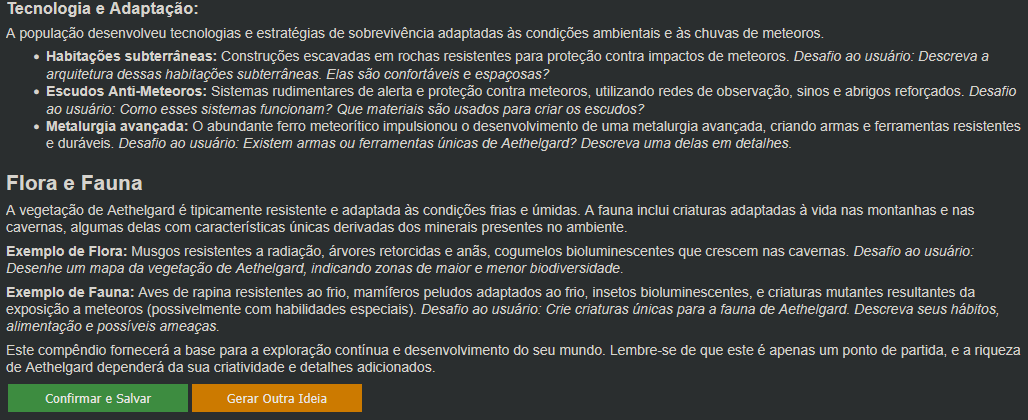 Tecnologia e Adaptação:
A população desenvolveu tecnologias e estratégias de sobrevivência adaptadas às condições ambientais e às chuvas de meteoros.
• Habitações subterrâneas: Construções escavadas em rochas resistentes para proteção contra impactos de meteoros. Desafio ao usuário: Descreva a
arquitetura dessas habitações subterrâneas. Elas são confortáveis e espaçosas?
• Escudos Anti-Meteoros: Sistemas rudimentares de alerta e proteção contra meteoros, utilizando redes de observação, sinos e abrigos reforçados. Desafio
ao usuário: Como esses sistemas funcionam? Que materiais são usados para criar os escudos?
• Metalurgia avançada: O abundante ferro meteorítico impulsionou o desenvolvimento de uma metalurgia avançada, criando armas e ferramentas resistentes
e duráveis. Desafio ao usuário: Existem armas ou ferramentas únicas de Aethelgard? Descreva uma delas em detalhes.
Flora e Fauna
A vegetação de Aethelgard é tipicamente resistente e adaptada às condições frias e úmidas. A fauna inclui criaturas adaptadas à vida nas montanhas e nas
cavernas, algumas delas com características únicas derivadas dos minerais presentes no ambiente.
Exemplo de Flora: Musgos resistentes a radiação, árvores retorcidas e anãs, cogumelos bioluminescentes que crescem nas cavernas. Desafio ao usuário:
Desenhe um mapa da vegetação de Aethelgard, indicando zonas de maior e menor biodiversidade.
Exemplo de Fauna: Aves de rapina resistentes ao frio, mamíferos peludos adaptados ao frio, insetos bioluminescentes, e criaturas mutantes resultantes da
exposição a meteoros (possivelmente com habilidades especiais). Desafio ao usuário: Crie criaturas únicas para a fauna de Aethelgard. Descreva seus hábitos,
alimentação e possíveis ameaças.
Este compêndio fornecerá a base para a exploração contínua e desenvolvimento do seu mundo. Lembre-se de que este é apenas um ponto de partida, e a riqueza
de Aethelgard dependerá da sua criatividade e detalhes adicionados.
Confirmar e Salvar
Gerar Outra Ideia